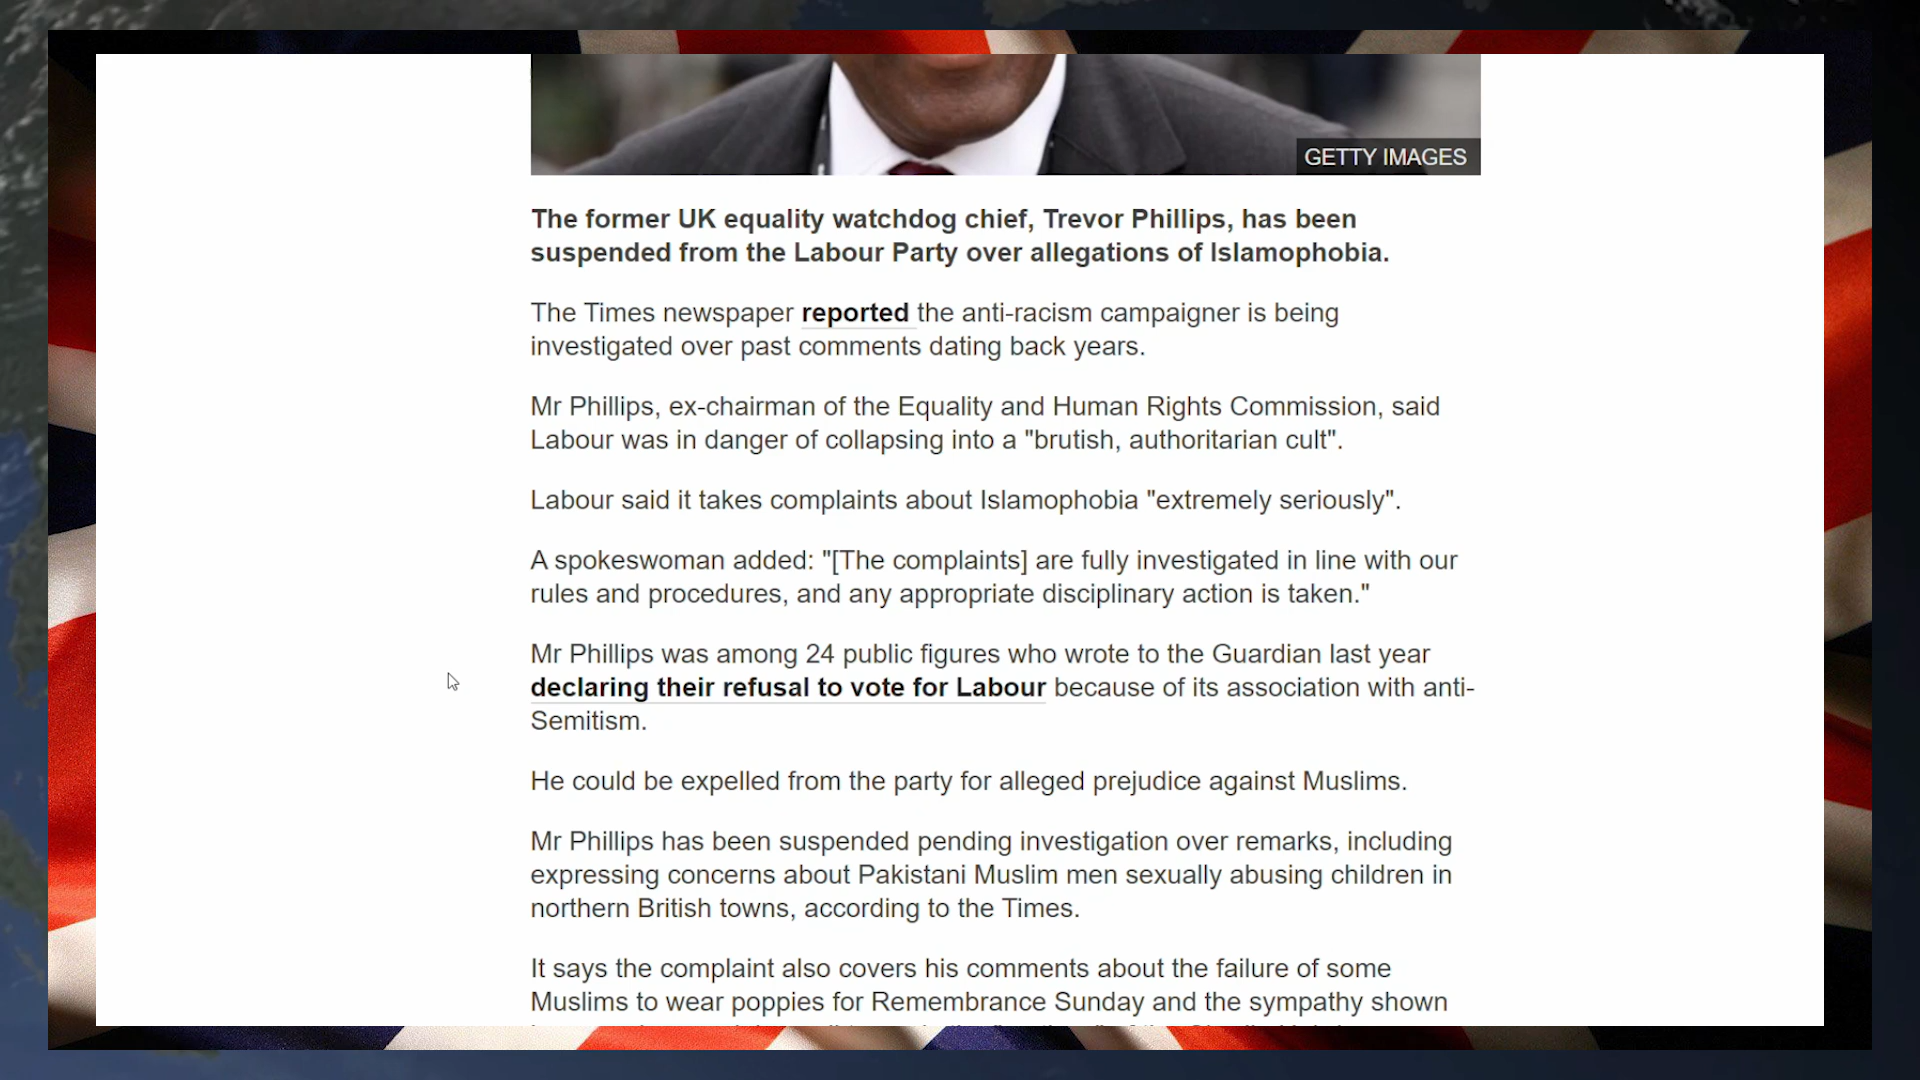 GETTY IMAGES
The former UK equality watchdog chief, Trevor Phillips, has been
suspended from the Labour Party over allegations of Islamophobia.
The Times newspaper reported the anti-racism campaigner is being
investigated over past comments dating back years.
Mr Phillips, ex-chairman of the Equality and Human Rights Commission, said
Labour was in danger of collapsing into a "brutish, authoritarian cult".
Labour said it takes complaints about Islamophobia "extremely seriously".
A spokeswoman added: "[The complaints] are fully investigated in line with our
rules and procedures, and any appropriate disciplinary action is taken."
Mr Phillips was among 24 public figures who wrote to the Guardian last year
declaring their refusal to vote for Labour because of its association with anti-
Semitism.
He could be expelled from the party for alleged prejudice against Muslims.
Mr Phillips has been suspended pending investigation over remarks, including
expressing concerns about Pakistani Muslim men sexually abusing children in
northern British towns, according to the Times.
It says the complaint also covers his comments about the failure of some
Muslims to wear poppies for Remembrance Sunday and the sympathy shown